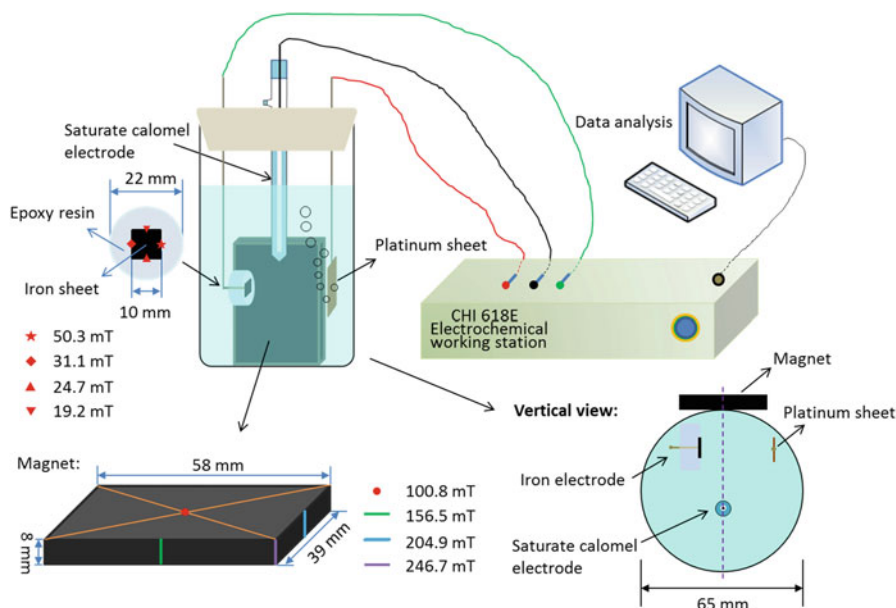 Saturate calomel
electrode
22 mm
Epoxy resin
Iron sheet
10 mm
50.3 mT
31.1 mT
24.7 mT
19.2 mT
Platinum sheet
Data analysis
CHI 618E
Electrochemical
working station
Magnet:
58 mm
39 mm
8 mm
100.8 mT
156.5 mT
204.9 mT
246.7 mT
Vertical view:
Magnet
Platinum sheet
Iron electrode
Saturate calomel
electrode
65 mm